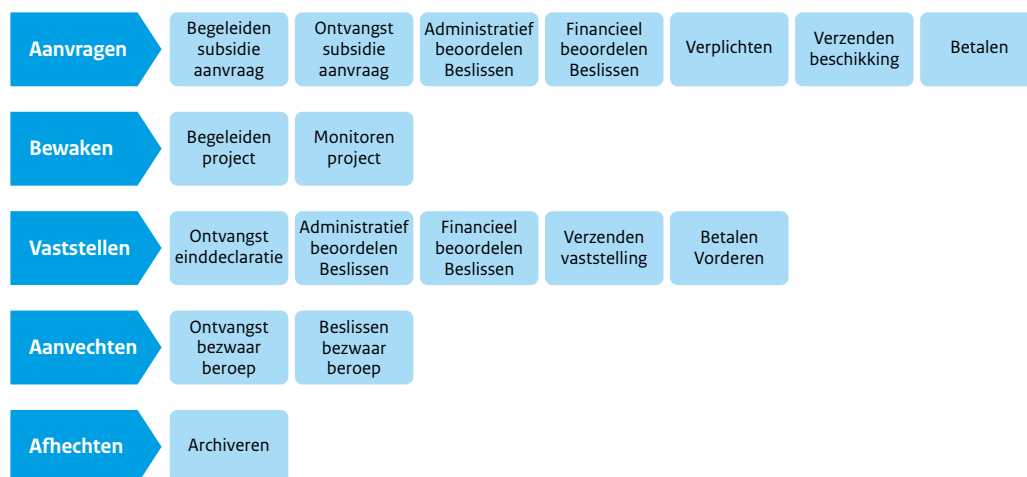 Aanvragen
Begeleiden
subsidie
aanvraag
Ontvangst
subsidie
aanvraag
Administratief
beoordelen
Beslissen
Financieel
beoordelen
Beslissen
Verplichten
Verzenden
beschikking
Betalen
Bewaken
Begeleiden
project
Monitoren
project
Vaststellen
Ontvangst
einddeclaratie
Administratief
beoordelen
Beslissen
Financieel
beoordelen
Beslissen
Verzenden
vaststelling
Betalen
Vorderen
Aanvechten
Ontvangst
bezwaar
beroep
Beslissen
bezwaar
beroep
Afhechten
Archiveren